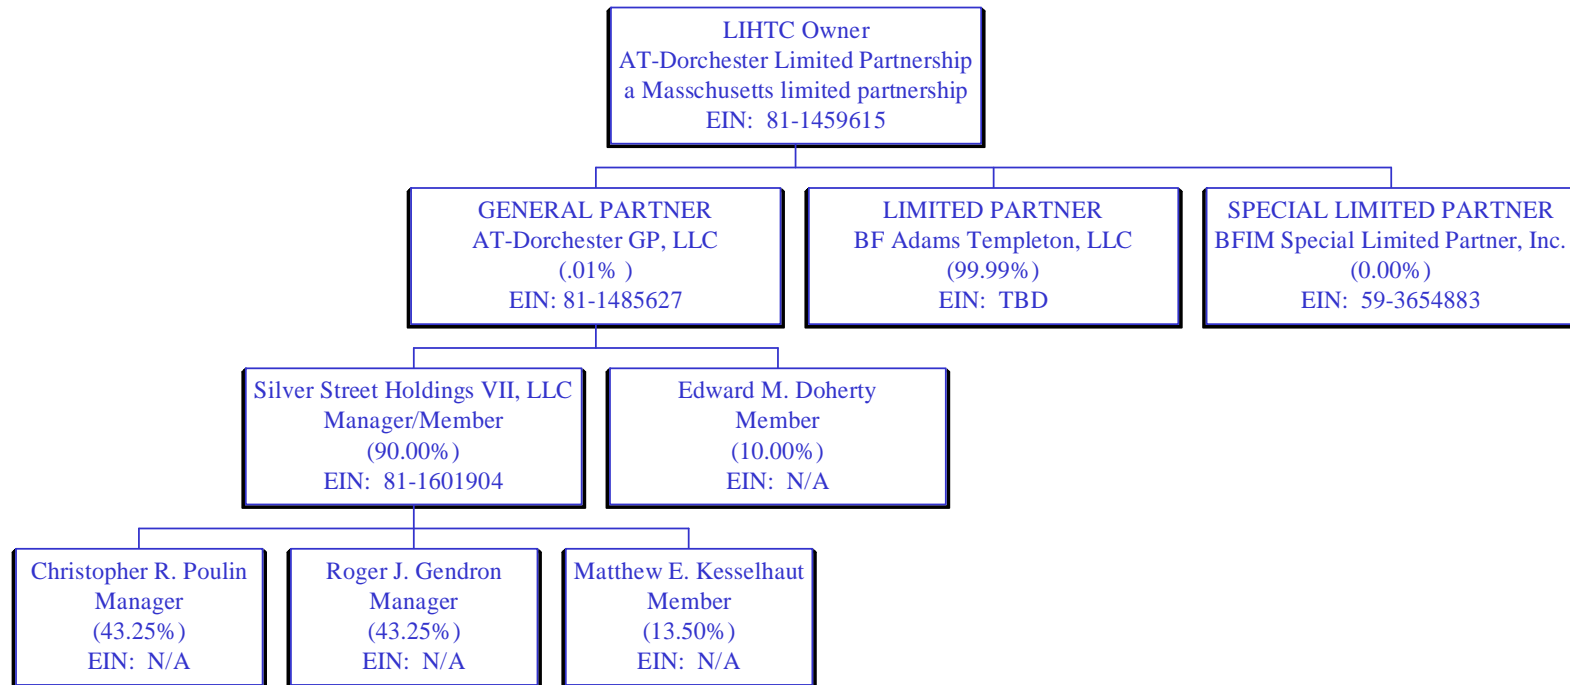 LIHTC Owner
AT-Dorchester Limited Partnership
a Masschusetts limited partnership
EIN:  81-1459615
GENERAL PARTNER
AT-Dorchester GP, LLC
(.01% )
EIN: 81-1485627
LIMITED PARTNER
BF Adams Templeton, LLC
(99.99%)
EIN:  TBD
SPECIAL LIMITED PARTNER
BFIM Special Limited Partner, Inc.
(0.00%)
EIN:  59-3654883
Silver Street Holdings VII, LLC
Manager/Member
(90.00%)
EIN:  81-1601904
Edward M. Doherty
Member
(10.00%)
EIN:  N/A
Christopher R. Poulin
Manager
(43.25%)
EIN:  N/A
Roger J. Gendron
Manager
(43.25%)
EIN:  N/A
Matthew E. Kesselhaut
Member
(13.50%)
EIN:  N/A